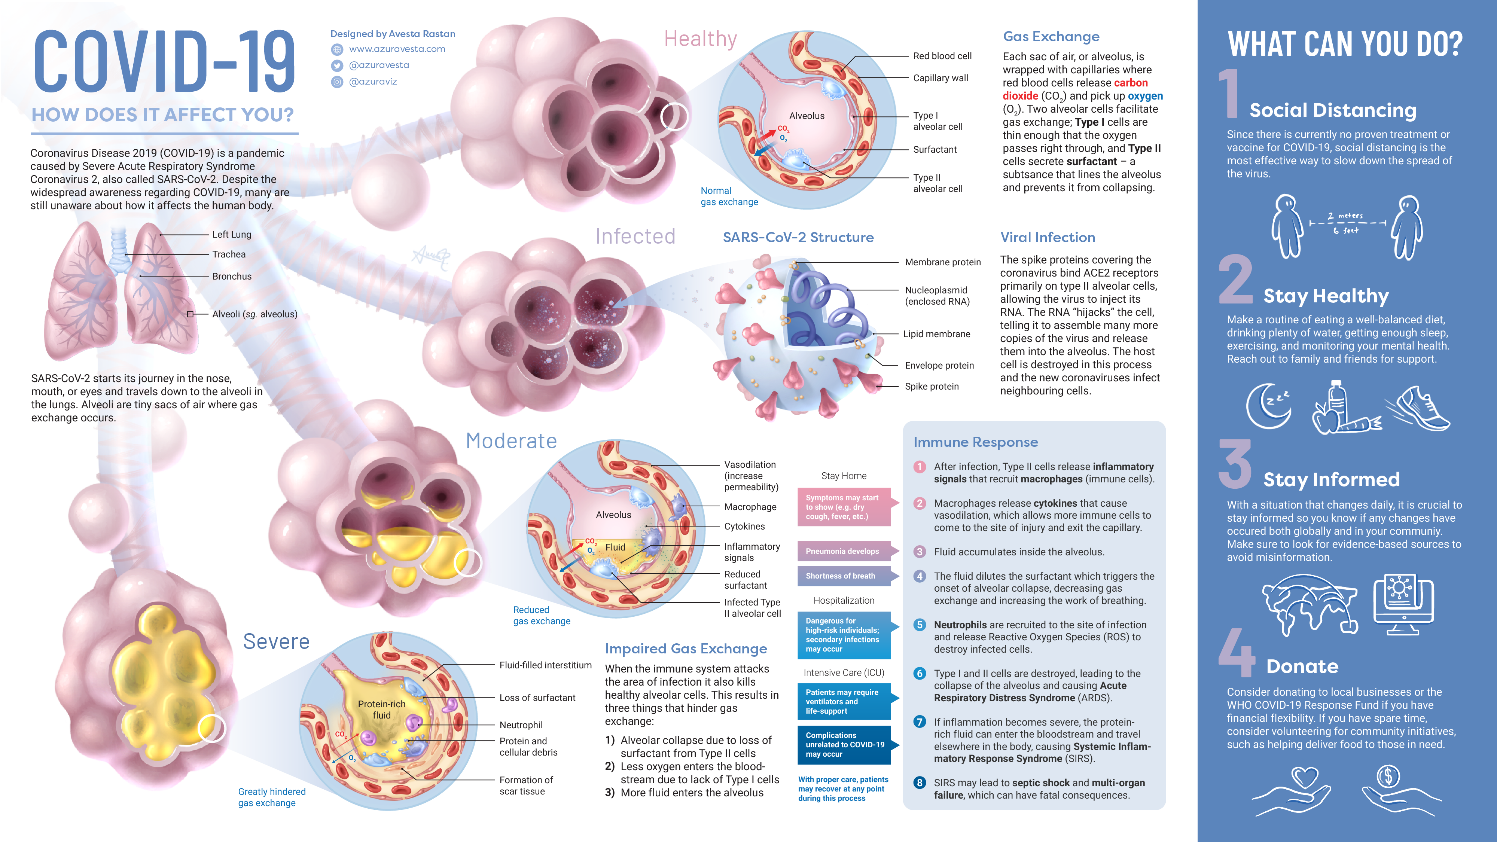 COVID-19
HOW DOES IT AFFECT YOU?
Designed by Avesta Rastan
www.azuravesta.com
@azuravesta
@azuraviz
Coronavirus Disease 2019 (COVID-19) is a pandemic
caused by Severe Acute Respiratory Syndrome
Coronavirus 2, also called SARS-CoV-2. Despite the
widespread awareness regarding COVID-19, many are
still unaware about how it affects the human body.
Left Lung
Trachea
Bronchus
Alveoli (sg. alveolus)
SARS-CoV-2 starts its journey in the nose,
mouth, or eyes and travels down to the alveoli in
the lungs. Alveoli are tiny sacs of air where gas
exchange occurs.
Healthy
Alveolus
CO2
O2
Normal
gas exchange
Red blood cell
Capillary wall
Type I
alveolar cell
Surfactant
Type II
alveolar cell
Gas Exchange
Each sac of air, or alveolus, is
wrapped with capillaries where
red blood cells release carbon
dioxide (CO2) and pick up oxygen
(O2). Two alveolar cells facilitate
gas exchange; Type I cells are
thin enough that the oxygen
passes right through, and Type II
cells secrete surfactant – a
subtsance that lines the alveolus
and prevents it from collapsing.
Infected
SARS-CoV-2 Structure
Membrane protein
Nucleoplasmid
(enclosed RNA)
Lipid membrane
Envelope protein
Spike protein
Viral Infection
The spike proteins covering the
coronavirus bind ACE2 receptors
primarily on type II alveolar cells,
allowing the virus to inject its
RNA. The RNA “hijacks” the cell,
telling it to assemble many more
copies of the virus and release
them into the alveolus. The host
cell is destroyed in this process
and the new coronaviruses infect
neighbouring cells.
Moderate
Alveolus
CO2
O2
Fluid
Reduced
gas exchange
Vasodilation
(increase
permeability)
Macrophage
Cytokines
Inflammatory
signals
Reduced
surfactant
Infected Type
II alveolar cell
Severe
Protein-rich
fluid
CO2
O2
Greatly hindered
gas exchange
Fluid-filled interstitium
Loss of surfactant
Neutrophil
Protein and
cellular debris
Formation of
scar tissue
Impaired Gas Exchange
When the immune system attacks
the area of infection it also kills
healthy alveolar cells. This results in
three things that hinder gas
exchange:
1) Alveolar collapse due to loss of
surfactant from Type II cells
2) Less oxygen enters the blood-
stream due to lack of Type I cells
3) More fluid enters the alveolus
Stay Home
Symptoms may start
to show (e.g. dry
cough, fever, etc.)
Pneumonia develops
Shortness of breath
Hospitalization
Dangerous for
high-risk individuals;
secondary infections
may occur
Intensive Care (ICU)
Patients may require
ventilators and
life-support
Complications
unrelated to COVID-19
may occur
With proper care, patients
may recover at any point
during this process
Immune Response
1 After infection, Type II cells release inflammatory
signals that recruit macrophages (immune cells).
2 Macrophages release cytokines that cause
vasodilation, which allows more immune cells to
come to the site of injury and exit the capillary.
3 Fluid accumulates inside the alveolus.
4 The fluid dilutes the surfactant which triggers the
onset of alveolar collapse, decreasing gas
exchange and increasing the work of breathing.
5 Neutrophils are recruited to the site of infection
and release Reactive Oxygen Species (ROS) to
destroy infected cells.
6 Type I and II cells are destroyed, leading to the
collapse of the alveolus and causing Acute
Respiratory Distress Syndrome (ARDS).
7 If inflammation becomes severe, the protein-
rich fluid can enter the bloodstream and travel
elsewhere in the body, causing Systemic Inflam-
matory Response Syndrome (SIRS).
8 SIRS may lead to septic shock and multi-organ
failure, which can have fatal consequences.
WHAT CAN YOU DO?
1 Social Distancing
Since there is currently no proven treatment or
vaccine for COVID-19, social distancing is the
most effective way to slow down the spread of
the virus.
2 meters
6 feet
2 Stay Healthy
Make a routine of eating a well-balanced diet,
drinking plenty of water, getting enough sleep,
exercising, and monitoring your mental health.
Reach out to family and friends for support.
zzz
3 Stay Informed
With a situation that changes daily, it is crucial to
stay informed so you know if any changes have
occured both globally and in your communiy.
Make sure to look for evidence-based sources to
avoid misinformation.
4 Donate
Consider donating to local businesses or the
WHO COVID-19 Response Fund if you have
financial flexibility. If you have spare time,
consider volunteering for community initiatives,
such as helping deliver food to those in need.
$